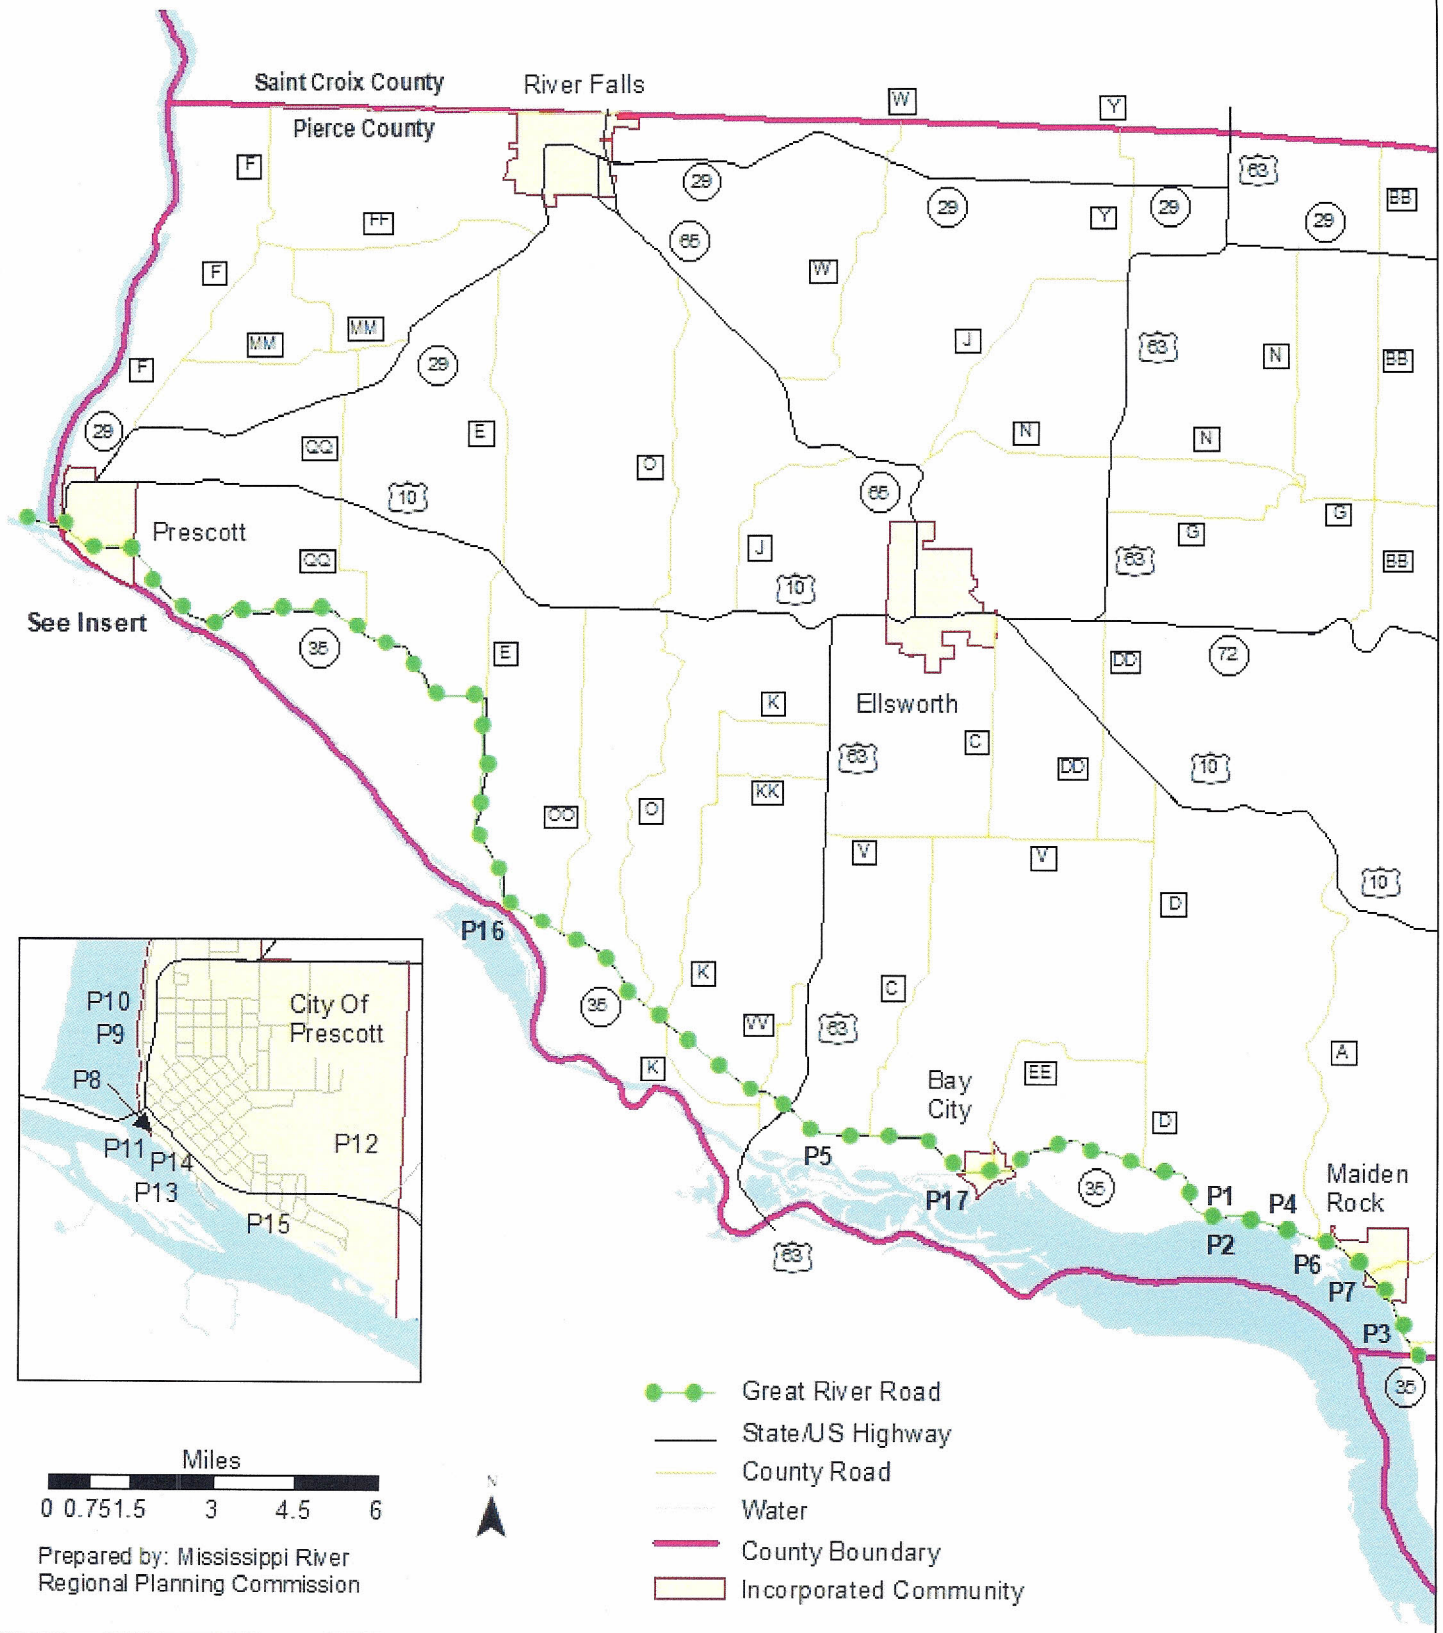 Saint Croix County
River Falls
W
Y
Pierce County
F
63
29
BB
FF
29
Y
29
29
65
F
W
MM
MM
J
63
N
BB
F
29
29
E
N
N
QQ
O
10
65
G
G
Prescott
J
63
BB
QQ
10
See Insert
35
E
DD
72
K
Ellsworth
C
63
DD
10
KK
OO
O
V
V
10
D
P16
K
C
35
VV
63
A
K
EE
Bay
City
D
P5
P17
35
Maiden
Rock
P1
P4
P2
P6
P7
63
P3
35
City Of
Prescott
P10
P9
P8
P11
P14
P12
P13
P15
Great River Road
State/US Highway
County Road
Water
County Boundary
Incorporated Community
Miles
0 0.75 1.5 3 4.5 6
N
Prepared by: Mississippi River
Regional Planning Commission